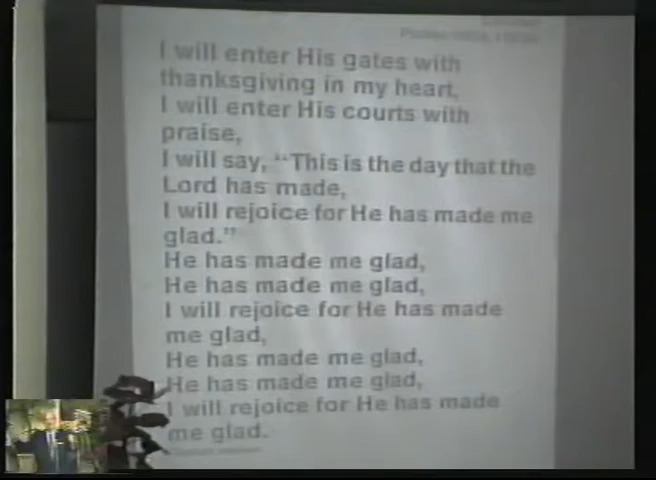 I will enter His gates with
thanksgiving in my heart,
I will enter His courts with
praise,
I will say, “This is the day that the
Lord has made,
I will rejoice for He has made me
glad.”
He has made me glad,
He has made me glad,
I will rejoice for He has made
me glad,
He has made me glad,
He has made me glad,
I will rejoice for He has made
me glad.